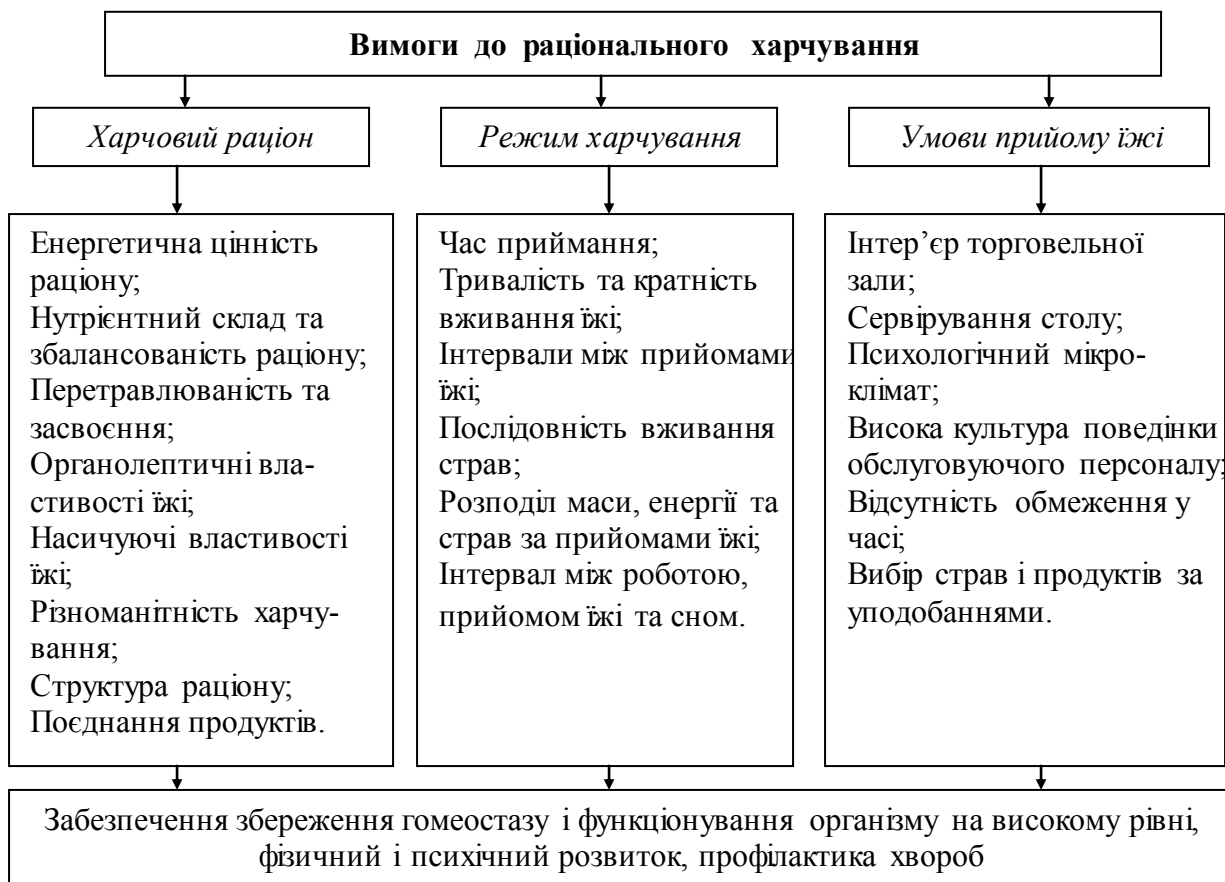 Вимоги до раціонального харчування
Харчовий раціон
Режим харчування
Умови прийому їжі
Енергетична цінність
раціону;
Нутрієнтний склад та
збалансованість раціону;
Перетравлюваність та
засвоєння;
Органолептичні вла-
стивості їжі;
Насичуючі властивості
їжі;
Різноманітність харчу-
вання;
Структура раціону;
Поєднання продуктів.
Час приймання;
Тривалість та кратність
вживання їжі;
Інтервали між прийомами
їжі;
Послідовність вживання
страв;
Розподіл маси, енергії та
страв за прийомами їжі;
Інтервал між роботою,
прийомом їжі та сном.
Інтер’єр торговельної
зали;
Сервірування столу;
Психологічний мікро-
клімат;
Висока культура поведінки
обслуговуючого персоналу;
Відсутність обмеження у
часі;
Вибір страв і продуктів за
уподобаннями.
Забезпечення збереження гомеостазу і функціонування організму на високому рівні,
фізичний і психічний розвиток, профілактика хвороб